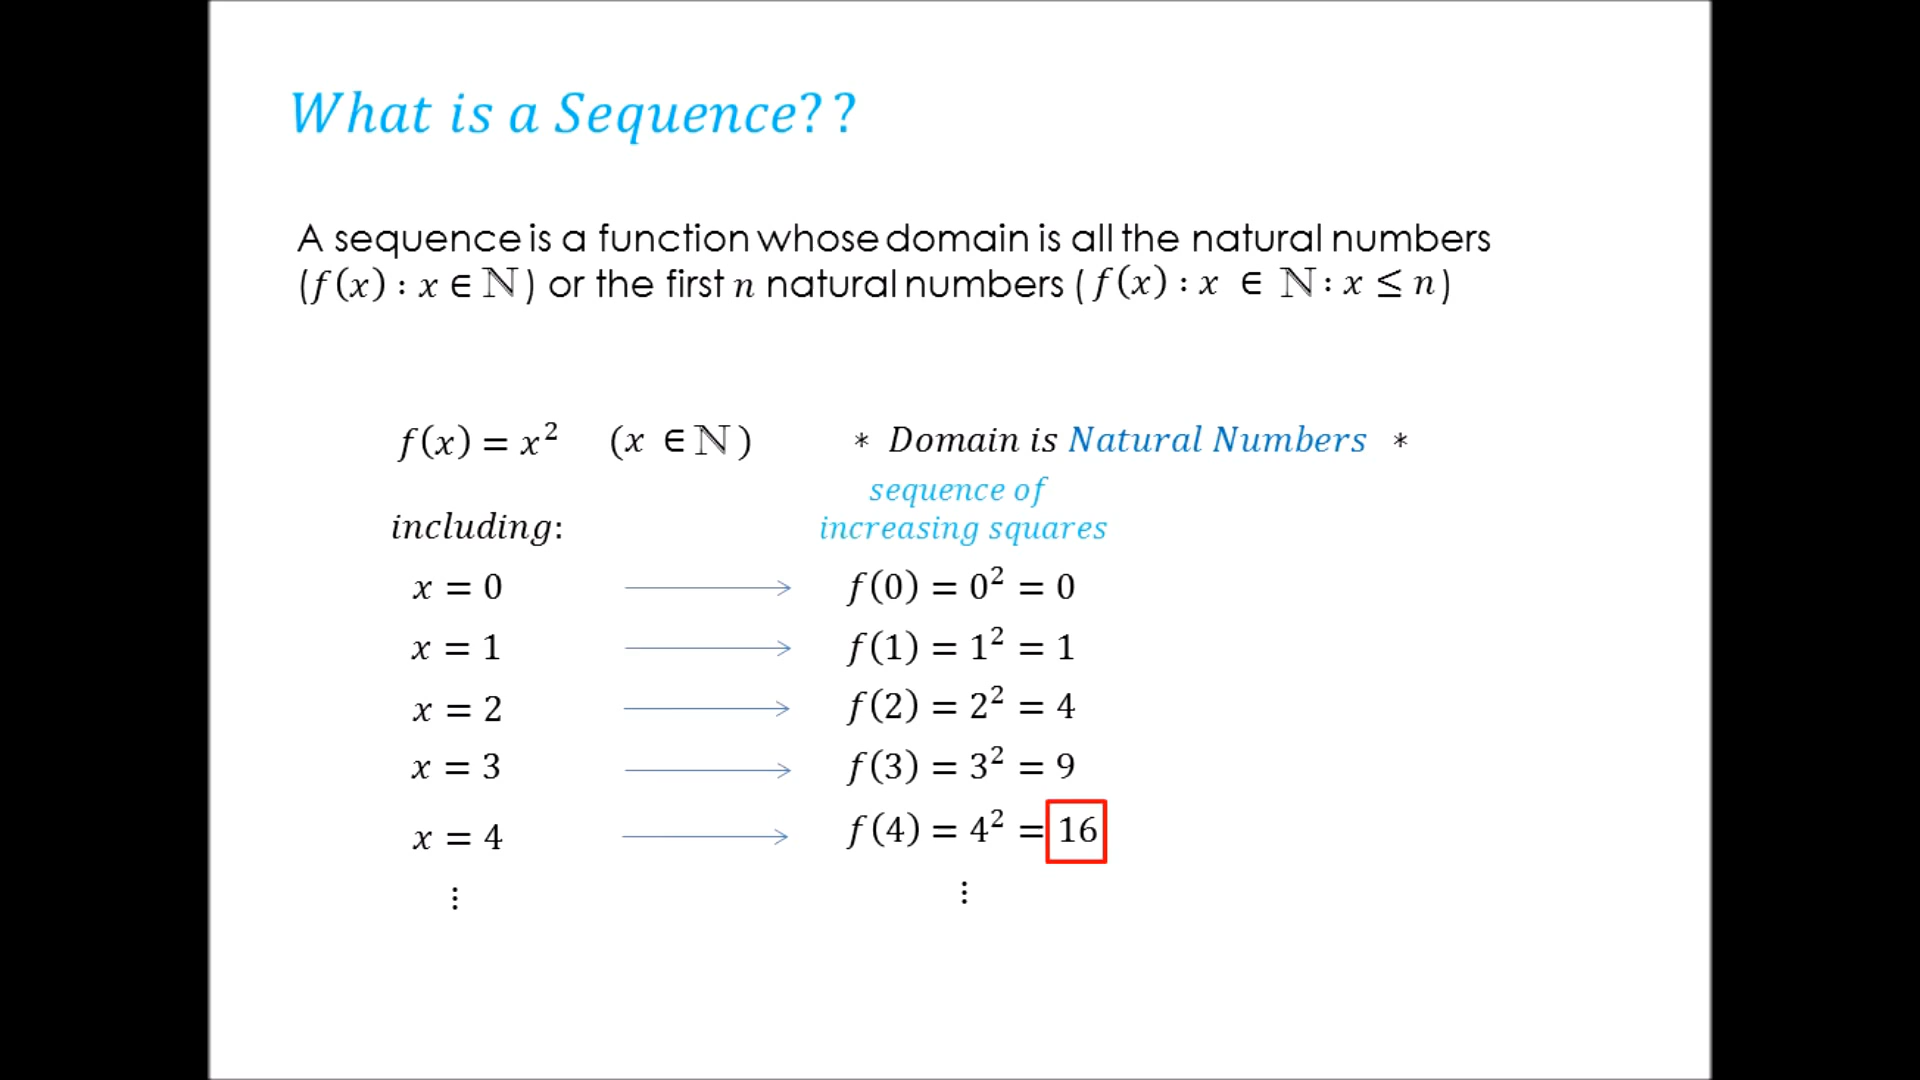 What is a Sequence??
A sequence is a function whose domain is all the natural numbers
(f(x) : x ∈ ℕ) or the first n natural numbers (f(x) : x ∈ ℕ : x ≤ n)
f(x) = x² (x ∈ ℕ) * Domain is Natural Numbers *
sequence of
including: increasing squares
x = 0 f(0) = 0² = 0
x = 1 f(1) = 1² = 1
x = 2 f(2) = 2² = 4
x = 3 f(3) = 3² = 9
x = 4 f(4) = 4² = 16
⋮ ⋮